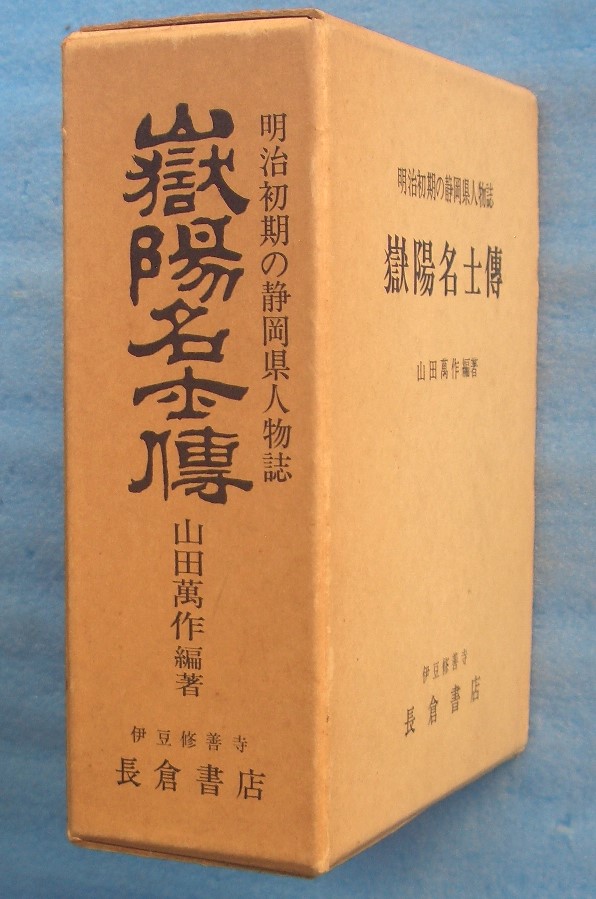 明治初期の静岡県人物誌
嶽陽名士傳
山田萬作編著
伊豆修善寺
長倉書店
明治初期の静岡県人物誌
嶽陽名士傳
山田萬作編著
伊豆修善寺
長倉書店